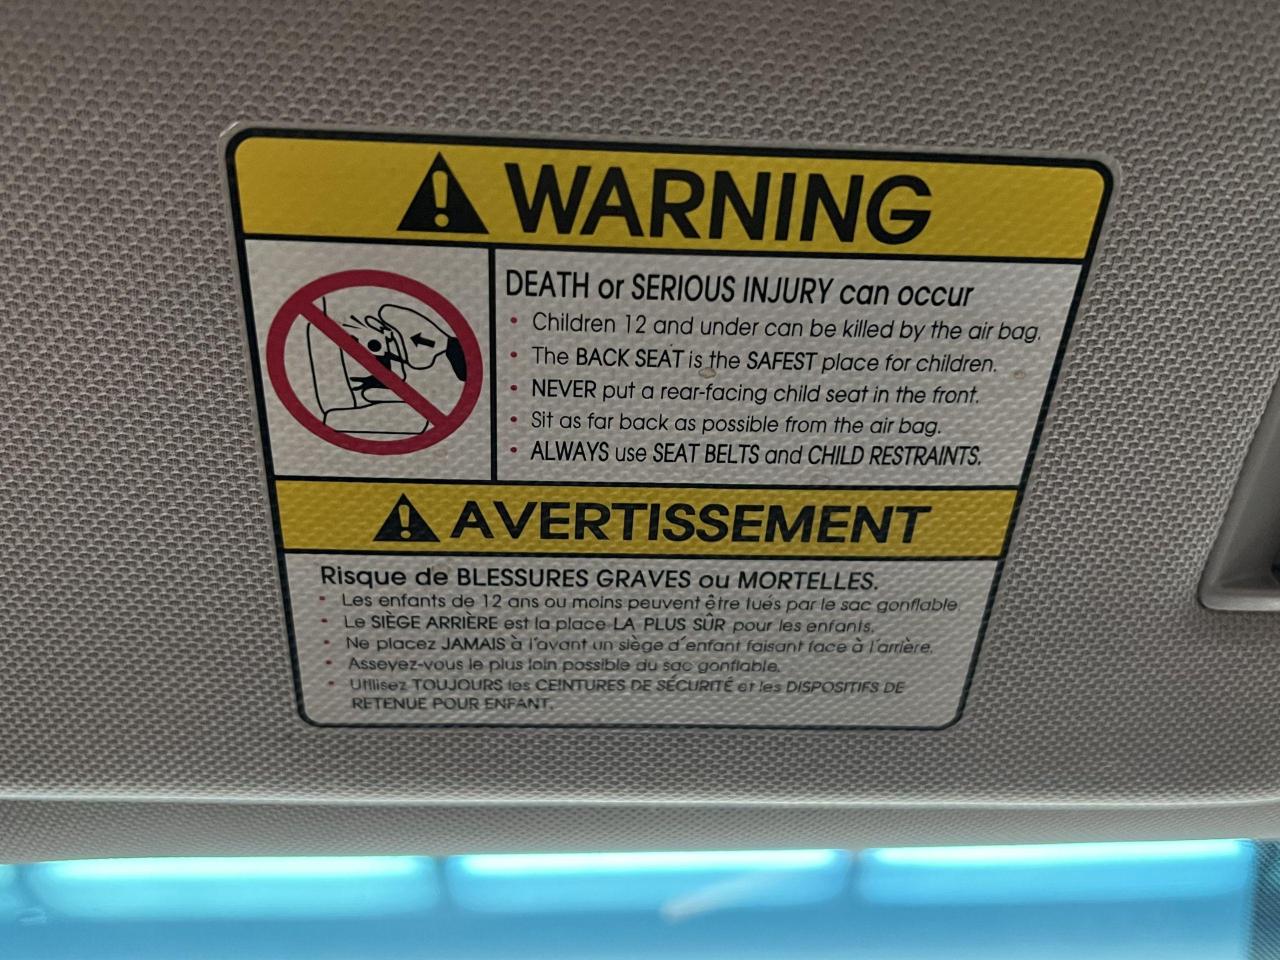 WARNING
DEATH or SERIOUS INJURY can occur
• Children 12 and under can be killed by the air bag.
• The BACK SEAT is the SAFEST place for children.
• NEVER put a rear-facing child seat in the front.
• Sit as far back as possible from the air bag.
• ALWAYS use SEAT BELTS and CHILD RESTRAINTS.
AVERTISSEMENT
Risque de BLESSURES GRAVES ou MORTELLES.
• Les enfants de 12 ans ou moins peuvent être tués par le sac gonflable.
• Le SIÈGE ARRIÈRE est la place LA PLUS SÛR pour les enfants.
• Ne placez JAMAIS à l'avant un siège d'enfant faisant face à l'arrière.
• Asseyez-vous le plus loin possible du sac gonflable.
• Utilisez TOUJOURS les CEINTURES DE SÉCURITÉ et les DISPOSITIFS DE
RETENUE POUR ENFANT.